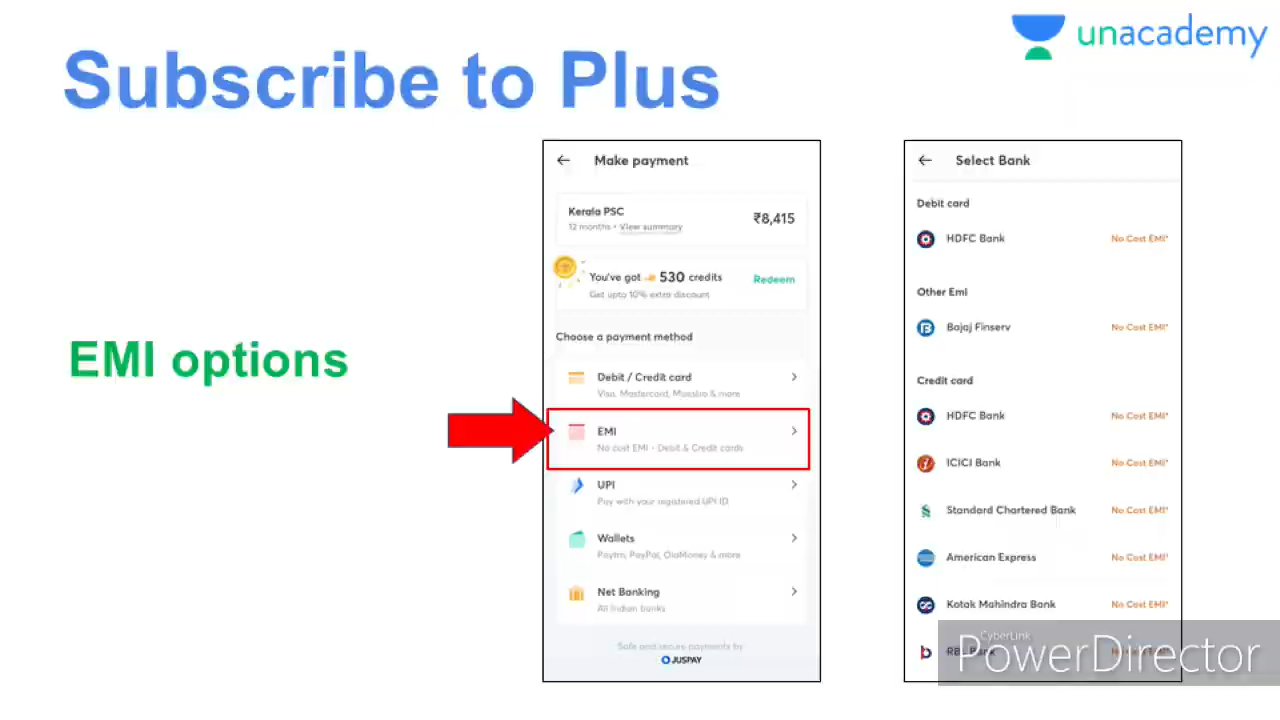 unacademy
Subscribe to Plus
EMI options
Make payment
Kerala PSC
₹8,415
12 months • View summary
You've got 530 credits
Redeem
Get upto 10% extra discount
Choose a payment method
Debit / Credit card
Visa, Mastercard, Muestro & more
EMI
No cost EMI - Debit & Credit cards
UPI
Pay with your registered UPI ID
Wallets
Paytm, PayPal, OlaMoney & more
Net Banking
All Indian banks
Safe and secure payments by
JUSPAY
Select Bank
Debit card
HDFC Bank No Cost EMI*
Other Emi
Bajaj Finserv No Cost EMI*
Credit card
HDFC Bank No Cost EMI*
ICICI Bank No Cost EMI*
Standard Chartered Bank No Cost EMI*
American Express No Cost EMI*
Kotak Mahindra Bank No Cost EMI*
RBL Bank
CyberLink
PowerDirector